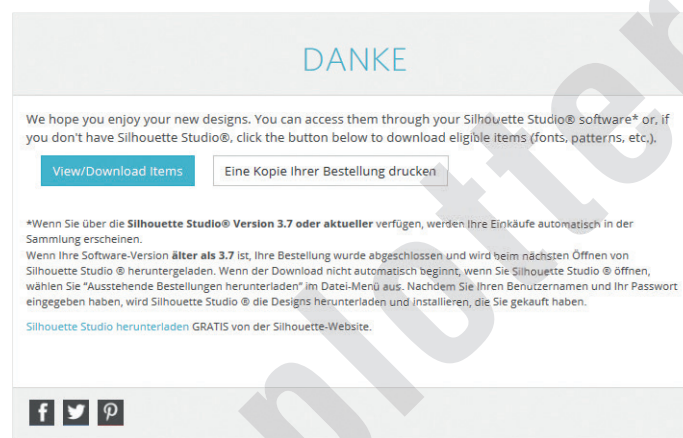 DANKE
We hope you enjoy your new designs. You can access them through your Silhouette Studio® software* or, if
you don't have Silhouette Studio®, click the button below to download eligible items (fonts, patterns, etc.).
View/Download Items
Eine Kopie Ihrer Bestellung drucken
*Wenn Sie über die Silhouette Studio® Version 3.7 oder aktueller verfügen, werden Ihre Einkäufe automatisch in der
Sammlung erscheinen.
Wenn Ihre Software-Version älter als 3.7 ist, Ihre Bestellung wurde abgeschlossen und wird beim nächsten Öffnen von
Silhouette Studio ® heruntergeladen. Wenn der Download nicht automatisch beginnt, wenn Sie Silhouette Studio ® öffnen,
wählen Sie "Ausstehende Bestellungen herunterladen" im Datei-Menü aus. Nachdem Sie Ihren Benutzernamen und Ihr Passwort
eingegeben haben, wird Silhouette Studio ® die Designs herunterladen und installieren, die Sie gekauft haben.
Silhouette Studio herunterladen GRATIS von der Silhouette-Website.
plotter